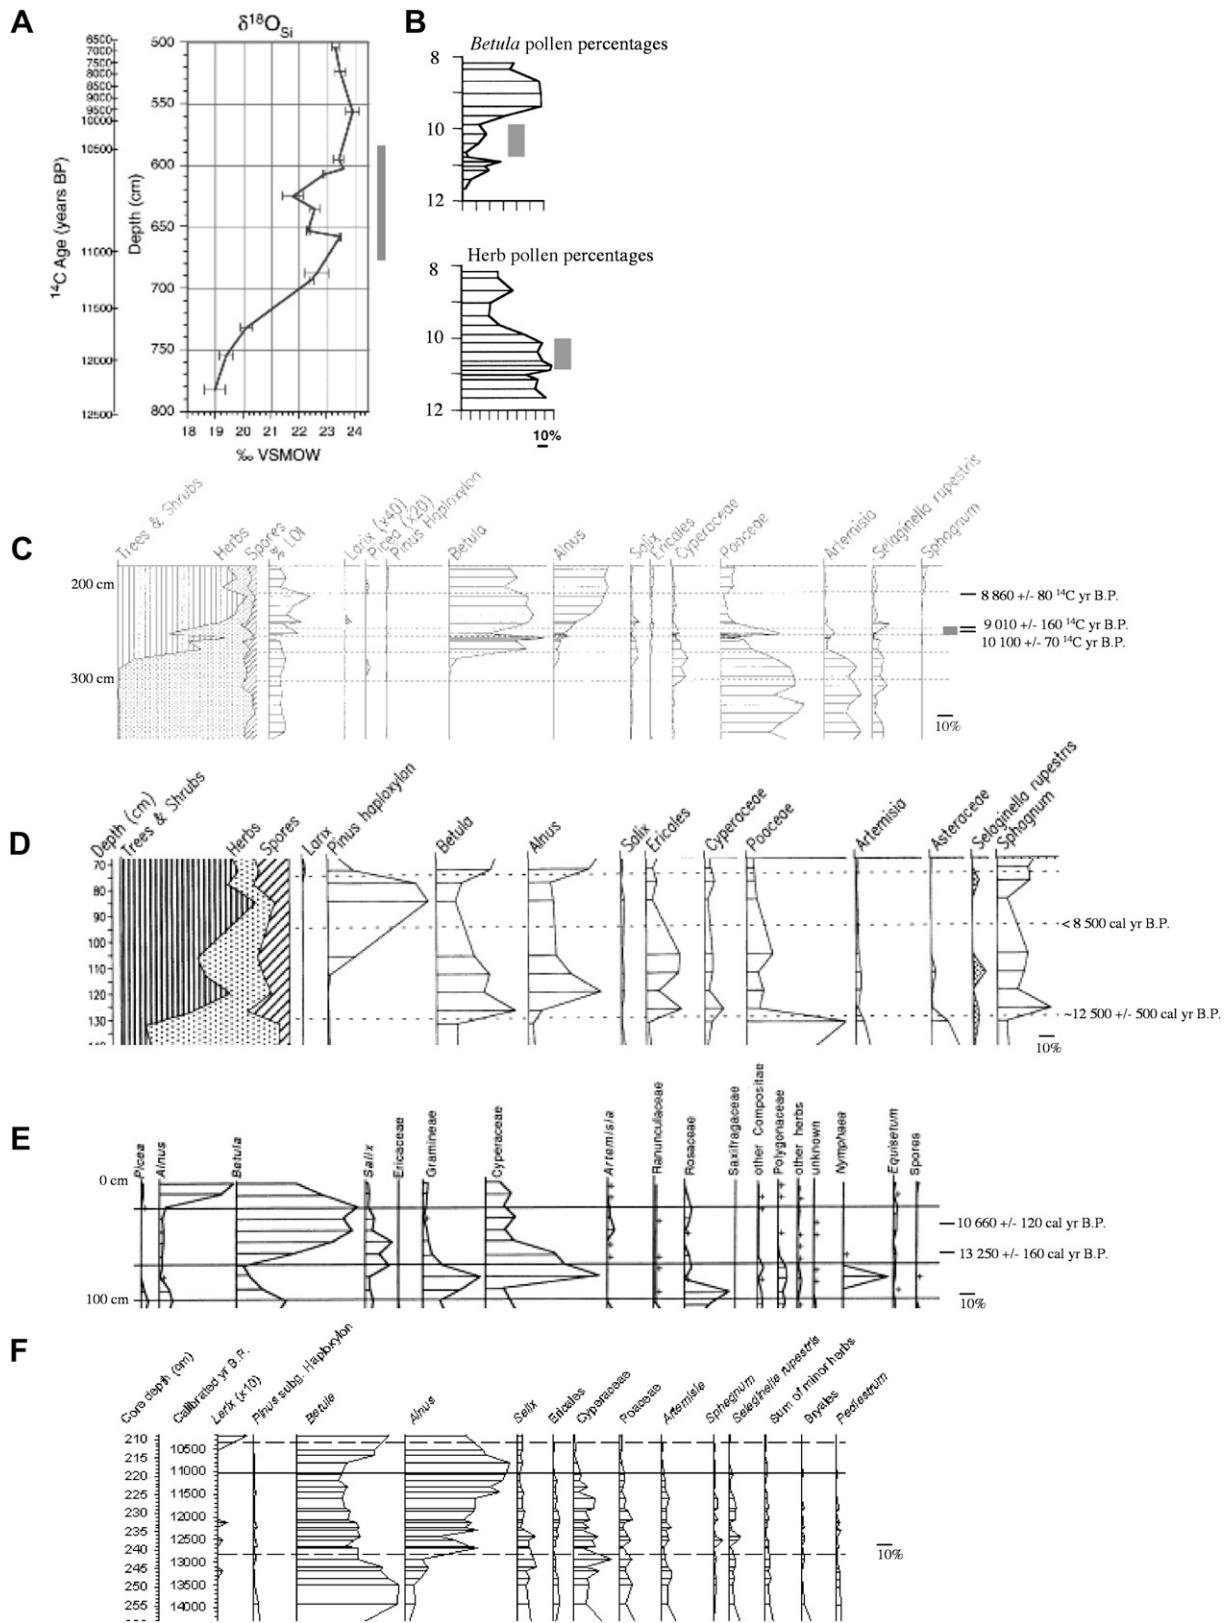 A
δ18OSi
14C Age (years BP)
6500
7000
7500
8000
8500
9000
9500
10000
10500
11000
11500
12000
12500
Depth (cm)
500
550
600
650
700
750
800
18 19 20 21 22 23 24
‰ VSMOW
B
Betula pollen percentages
8
10
12
Herb pollen percentages
8
10
12
10%
C
Trees & Shrubs
Herbs
Spores
% LOI
Larix (x40)
Picea (x20)
Pinus Haploxylon
Betula
Alnus
Salix
Ericales
Cyperaceae
Poaceae
Artemisia
Selaginella rupestris
Sphagnum
200 cm
300 cm
8 860 +/- 80 14C yr B.P.
9 010 +/- 160 14C yr B.P.
10 100 +/- 70 14C yr B.P.
10%
D
Depth (cm)
Trees & Shrubs
Herbs
Spores
Larix
Pinus haploxylon
Betula
Alnus
Salix
Ericales
Cyperaceae
Poaceae
Artemisia
Asteraceae
Selaginella rupestris
Sphagnum
70
80
90
100
110
120
130
< 8 500 cal yr B.P.
~12 500 +/- 500 cal yr B.P.
10%
E
Picea
Alnus
Betula
Salix
Ericaceae
Gramineae
Cyperaceae
Artemisia
Ranunculaceae
Rosaceae
Saxifragaceae
other Compositae
Polygonaceae
other herbs
unknown
Nymphaea
Equisetum
Spores
0 cm
100 cm
10 660 +/- 120 cal yr B.P.
13 250 +/- 160 cal yr B.P.
10%
F
Core depth (cm)
Calibrated yr B.P.
Larix (x10)
Pinus subg. Haploxylon
Betula
Alnus
Salix
Ericales
Cyperaceae
Poaceae
Artemisia
Sphagnum
Selaginella rupestris
Sum of minor herbs
Bryales
Pediastrum
210
215
220
225
230
235
240
245
250
255
10500
11000
11500
12000
12500
13000
13500
14000
10%